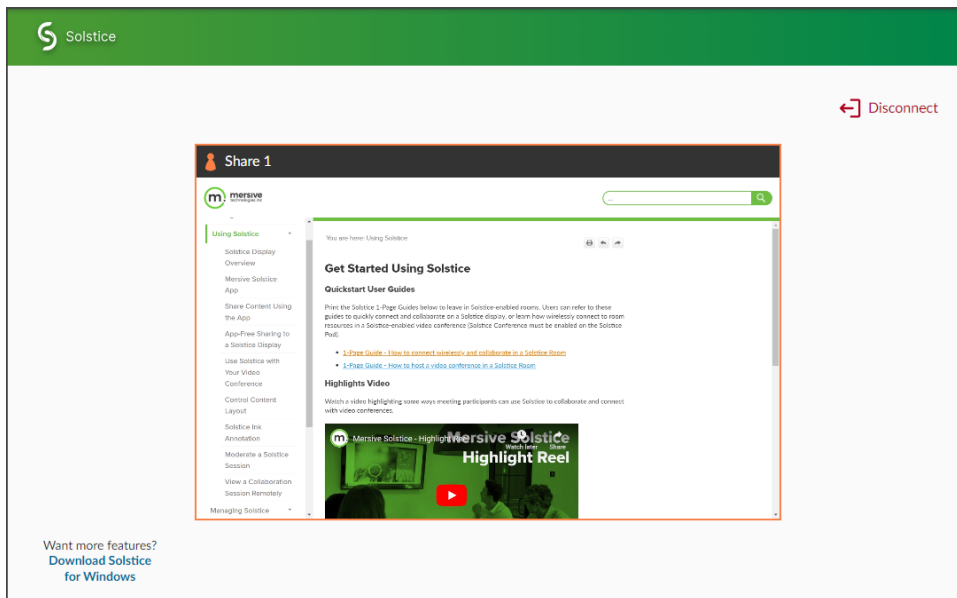 Solstice
Disconnect
Share 1
m. mersive
technologies inc
...
Using Solstice
You are here: Using Solstice
Solstice Display
Overview
Mersive Solstice
App
Share Content Using
the App
App-Free Sharing to
a Solstice Display
Use Solstice with
Your Video
Conference
Control Content
Layout
Solstice Ink
Annotation
Moderate a Solstice
Session
View a Collaboration
Session Remotely
Managing Solstice
Get Started Using Solstice
Quickstart User Guides
Print the Solstice 1-Page Guides below to leave in Solstice-enabled rooms. Users can refer to these
guides to quickly connect and collaborate on a Solstice display, or learn how wirelessly connect to room
resources in a Solstice-enabled video conference (Solstice Conference must be enabled on the Solstice
Pod).
• 1-Page Guide - How to connect wirelessly and collaborate in a Solstice Room
• 1-Page Guide - How to host a video conference in a Solstice Room
Highlights Video
Watch a video highlighting some ways meeting participants can use Solstice to collaborate and connect
with video conferences.
m. Mersive Solstice - Highlight Reel
Mersive Solstice
Watch later Share
Highlight Reel
Want more features?
Download Solstice
for Windows